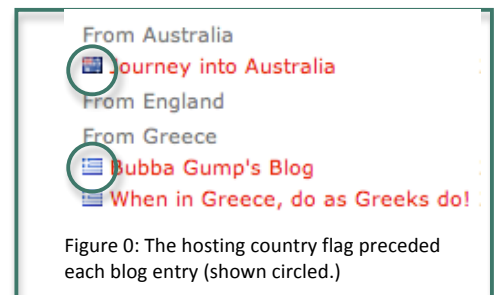 From Australia
Journey into Australia
From England
From Greece
Bubba Gump's Blog
When in Greece, do as Greeks do!
Figure 0: The hosting country flag preceded
each blog entry (shown circled.)